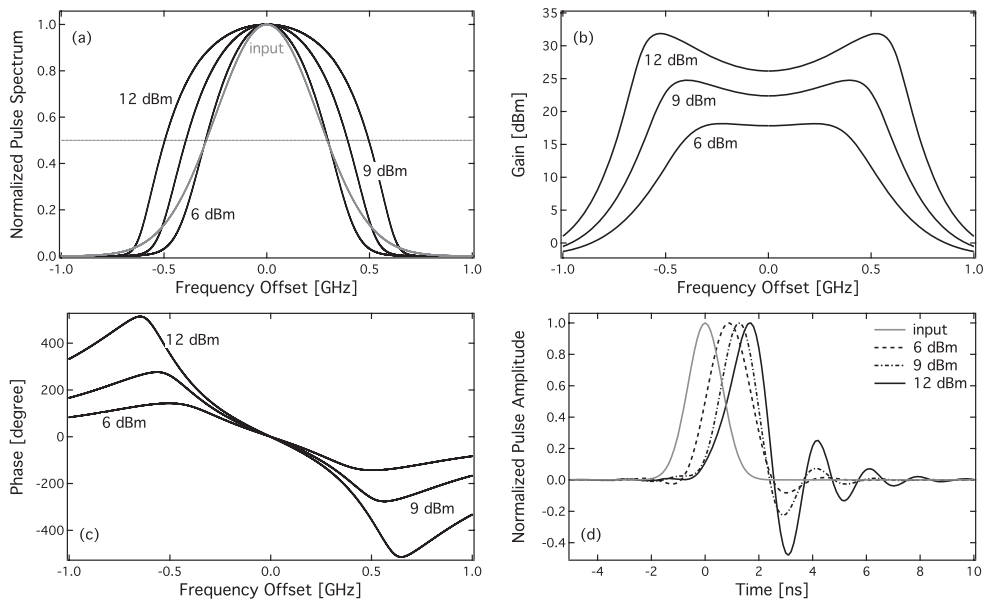 (a)
Normalized Pulse Spectrum
1.0
0.8
0.6
0.4
0.2
0.0
input
12 dBm
9 dBm
6 dBm
-1.0 -0.5 0.0 0.5 1.0
Frequency Offset [GHz]
(b)
Gain [dBm]
35
30
25
20
15
10
5
0
12 dBm
9 dBm
6 dBm
-1.0 -0.5 0.0 0.5 1.0
Frequency Offset [GHz]
Phase [degree]
400
200
0
-200
-400
12 dBm
6 dBm
9 dBm
(c)
-1.0 -0.5 0.0 0.5 1.0
Frequency Offset [GHz]
Normalized Pulse Amplitude
1.0
0.8
0.6
0.4
0.2
0.0
-0.2
-0.4
input
6 dBm
9 dBm
12 dBm
(d)
-4 -2 0 2 4 6 8 10
Time [ns]